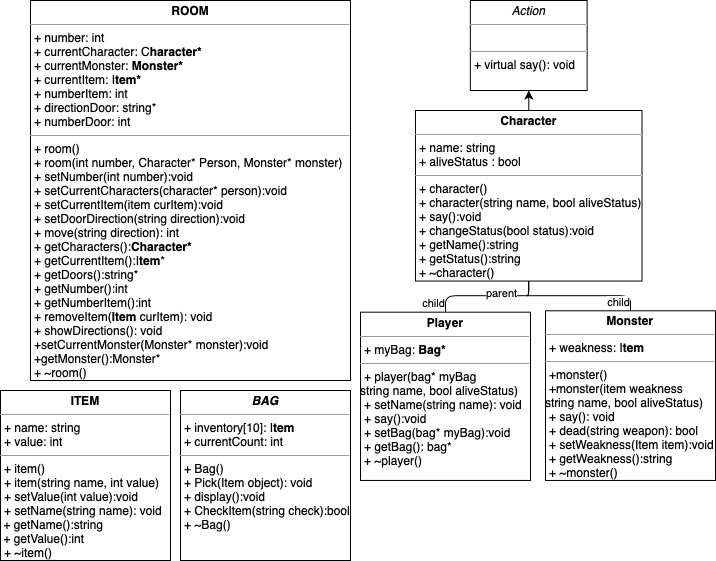 ROOM
+ number: int
+ currentCharacter: Character*
+ currentMonster: Monster*
+ currentItem: Item*
+ numberItem: int
+ directionDoor: string*
+ numberDoor: int
+ room()
+ room(int number, Character* Person, Monster* monster)
+ setNumber(int number):void
+ setCurrentCharacters(character* person):void
+ setCurrentItem(item curItem):void
+ setDoorDirection(string direction):void
+ move(string direction): int
+ getCharacters():Character*
+ getCurrentItem():Item*
+ getDoors():string*
+ getNumber():int
+ getNumberItem():int
+ removeItem(Item curItem): void
+ showDirections(): void
+setCurrentMonster(Monster* monster):void
+getMonster():Monster*
+ ~room()
Action
+ virtual say(): void
Character
+ name: string
+ aliveStatus : bool
+ character()
+ character(string name, bool aliveStatus)
+ say():void
+ changeStatus(bool status):void
+ getName():string
+ getStatus():string
+ ~character()
parent
child
child
Player
+ myBag: Bag*
+ player(bag* myBag
string name, bool aliveStatus)
+ setName(string name): void
+ say():void
+ setBag(bag* myBag):void
+ getBag(): bag*
+ ~player()
Monster
+ weakness: Item
+monster()
+monster(item weakness
string name, bool aliveStatus)
+ say(): void
+ dead(string weapon): bool
+ setWeakness(Item item):void
+ getWeakness():string
+ ~monster()
ITEM
+ name: string
+ value: int
+ item()
+ item(string name, int value)
+ setValue(int value):void
+ setName(string name): void
+ getName():string
+ getValue():int
+ ~item()
BAG
+ inventory[10]: Item
+ currentCount: int
+ Bag()
+ Pick(Item object): void
+ display():void
+ CheckItem(string check):bool
+ ~Bag()